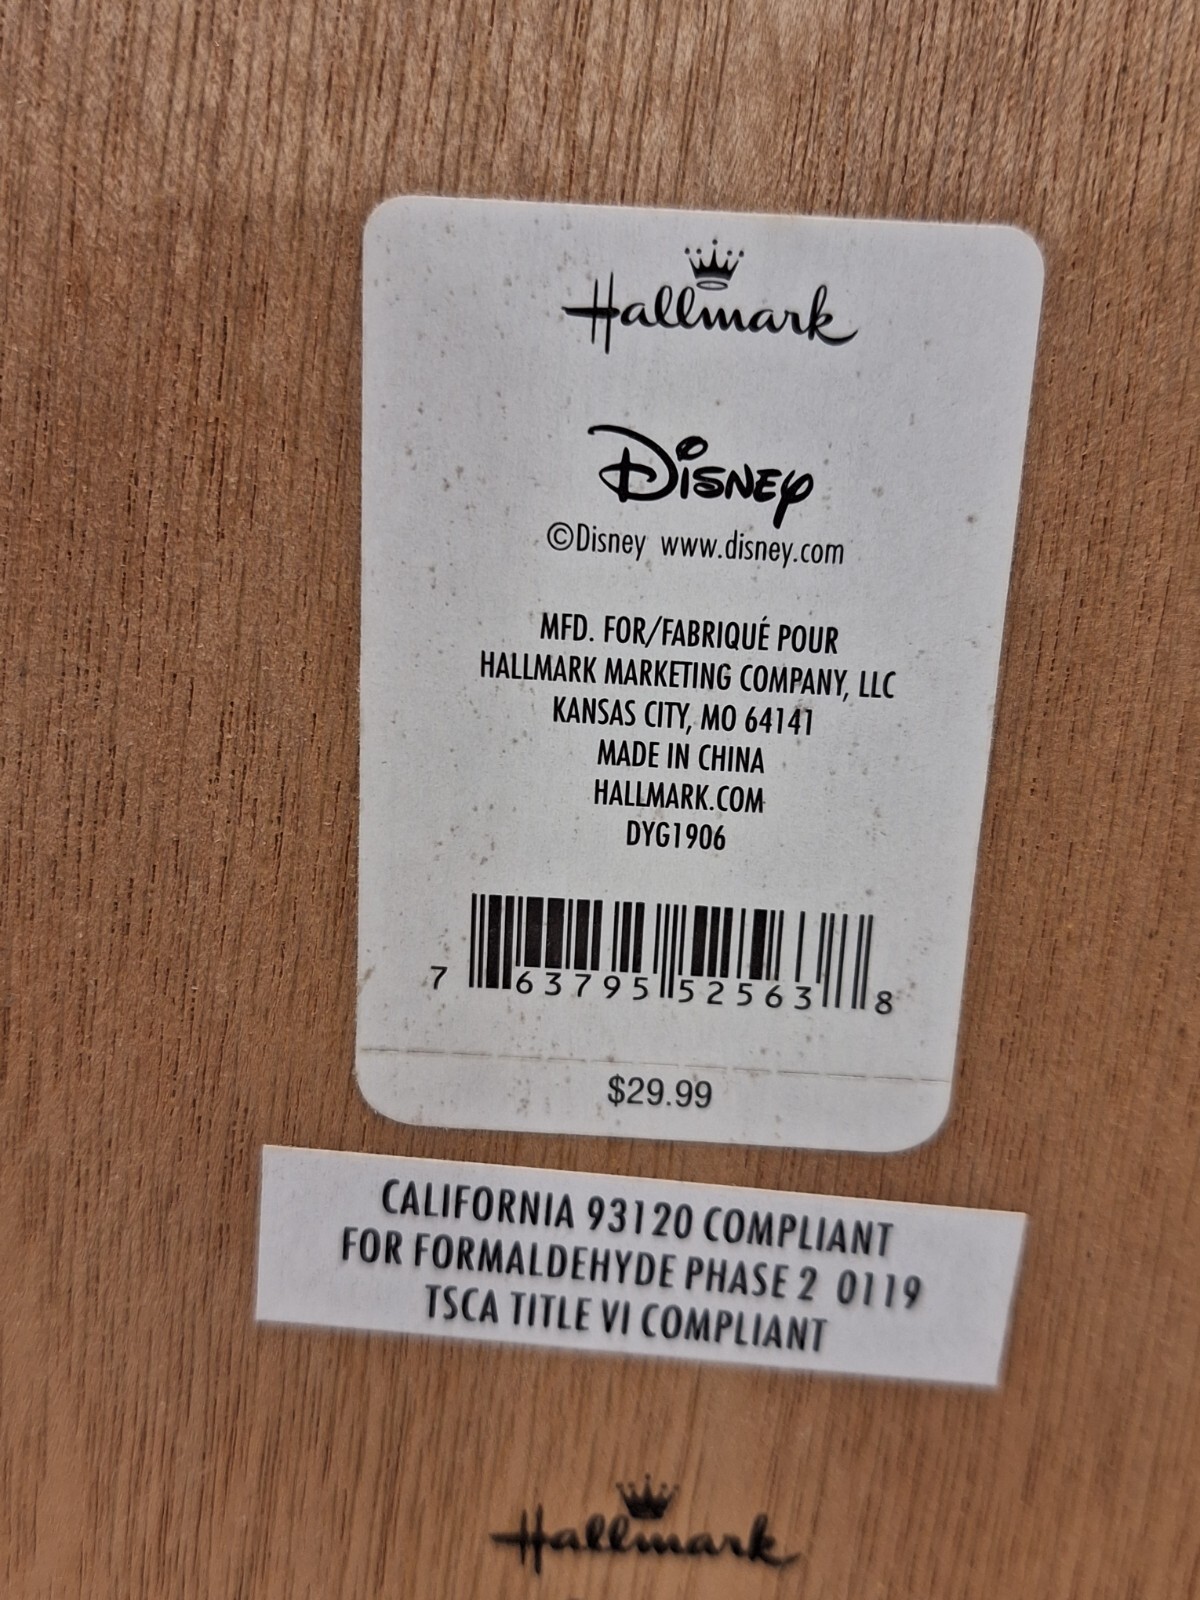 Hallmark
Disney
©Disney www.disney.com
MFD. FOR/FABRIQUÉ POUR
HALLMARK MARKETING COMPANY, LLC
KANSAS CITY, MO 64141
MADE IN CHINA
HALLMARK.COM
DYG1906
7 63795 52563 8
$29.99
CALIFORNIA 93120 COMPLIANT
FOR FORMALDEHYDE PHASE 2 0119
TSCA TITLE VI COMPLIANT
Hallmark